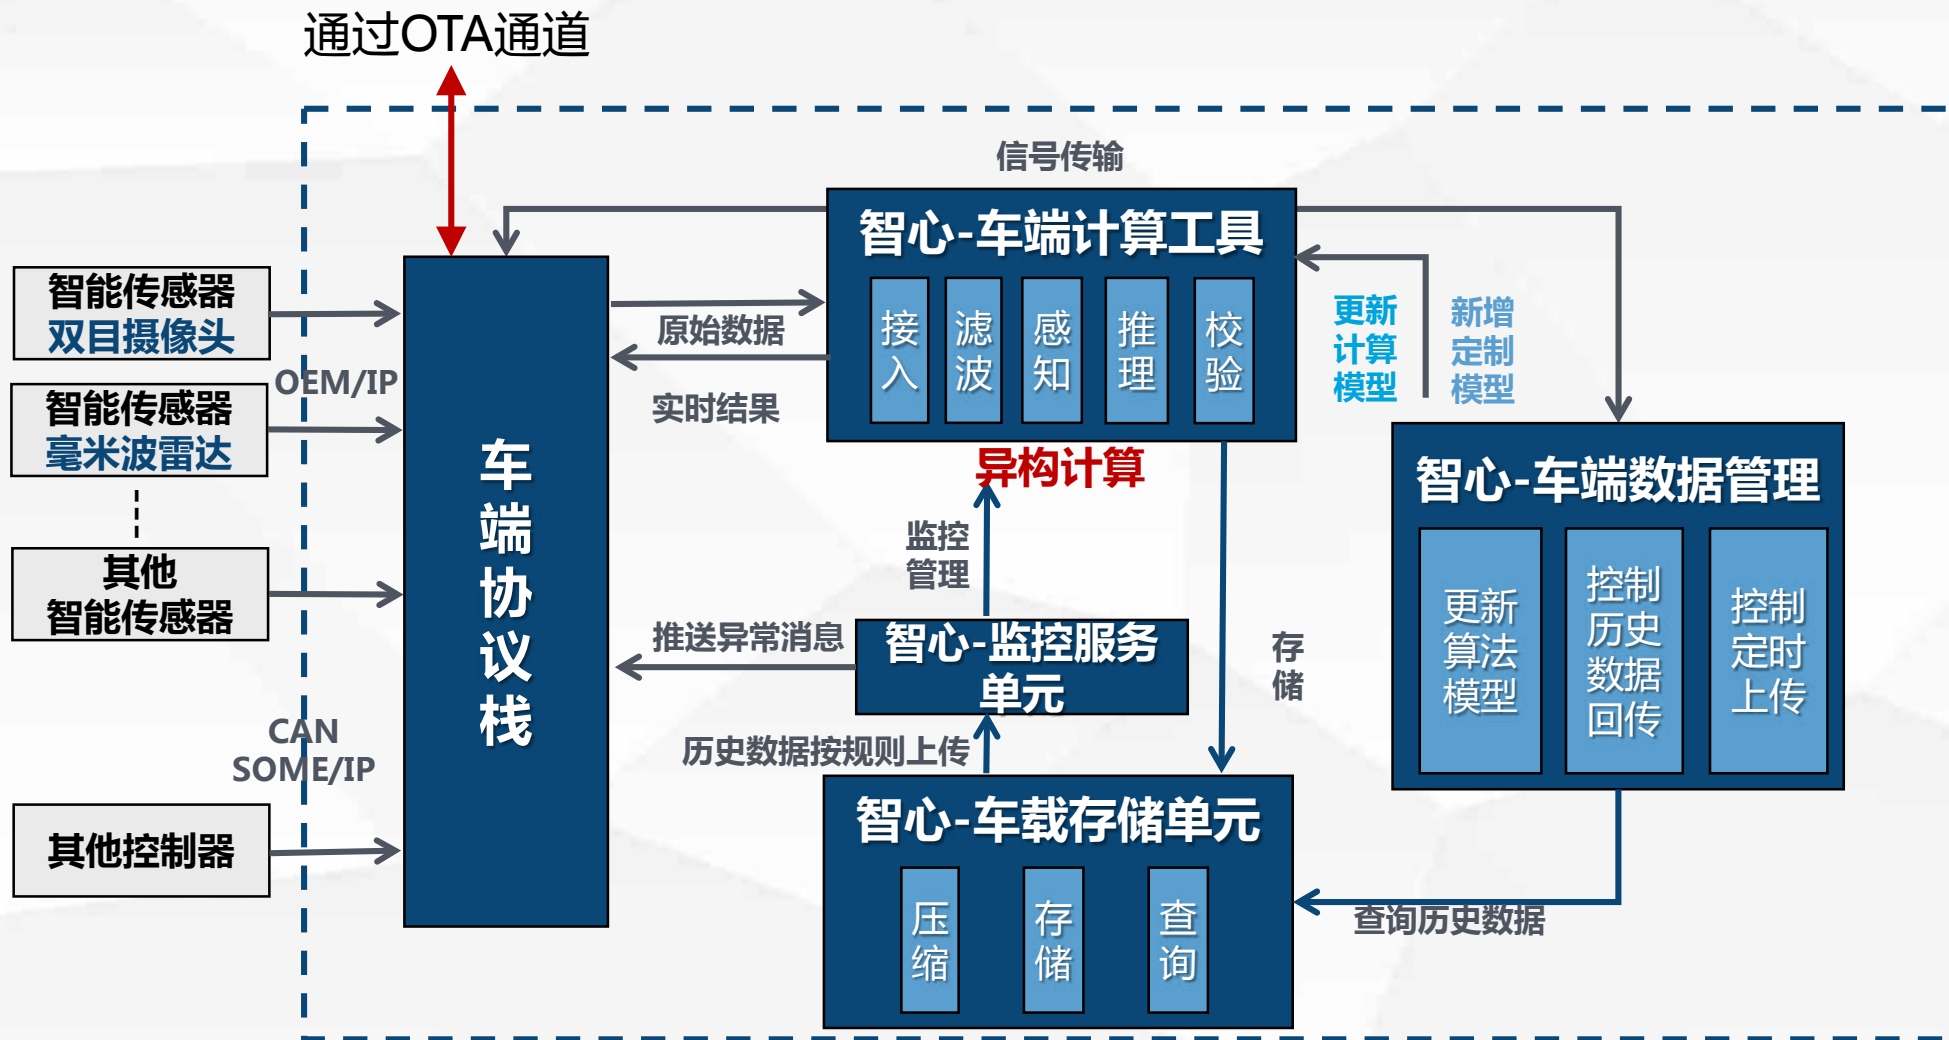 通过OTA通道
信号传输
智能传感器
双目摄像头
OEM/IP
智能传感器
毫米波雷达
其他
智能传感器
CAN
SOME/IP
其他控制器
车
端
协
议
栈
原始数据
实时结果
推送异常消息
历史数据按规则上传
智心-车端计算工具
接
入
滤
波
感
知
推
理
校
验
异构计算
监控
管理
智心-监控服务
单元
存
储
智心-车载存储单元
压
缩
存
储
查
询
更新
计算
模型
新增
定制
模型
智心-车端数据管理
更新
算法
模型
控制
历史
数据
回传
控制
定时
上传
查询历史数据